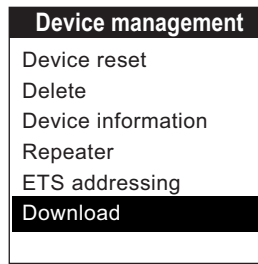 Device management
Device reset
Delete
Device information
Repeater
ETS addressing
Download